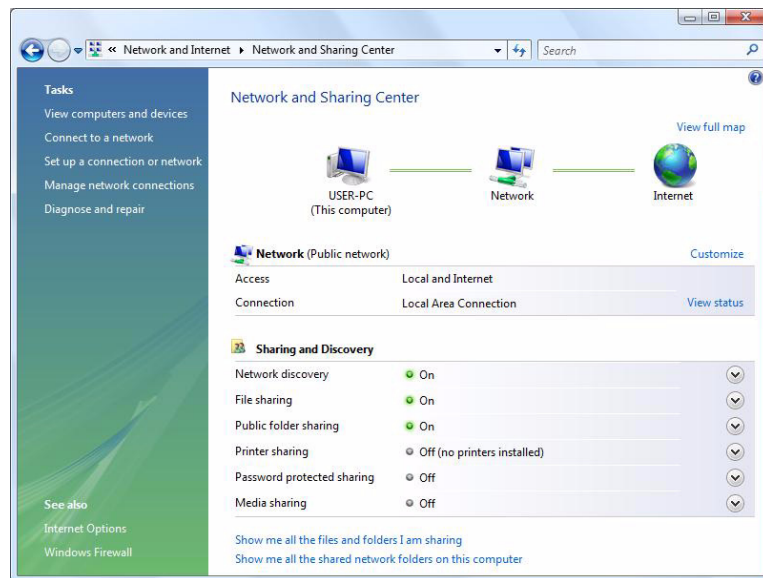 « Network and Internet ▸ Network and Sharing Center
Search
Tasks
View computers and devices
Connect to a network
Set up a connection or network
Manage network connections
Diagnose and repair
See also
Internet Options
Windows Firewall
Network and Sharing Center
View full map
USER-PC
(This computer)
Network
Internet
Network (Public network)
Customize
Access Local and Internet
Connection Local Area Connection View status
Sharing and Discovery
Network discovery On
File sharing On
Public folder sharing On
Printer sharing Off (no printers installed)
Password protected sharing Off
Media sharing Off
Show me all the files and folders I am sharing
Show me all the shared network folders on this computer